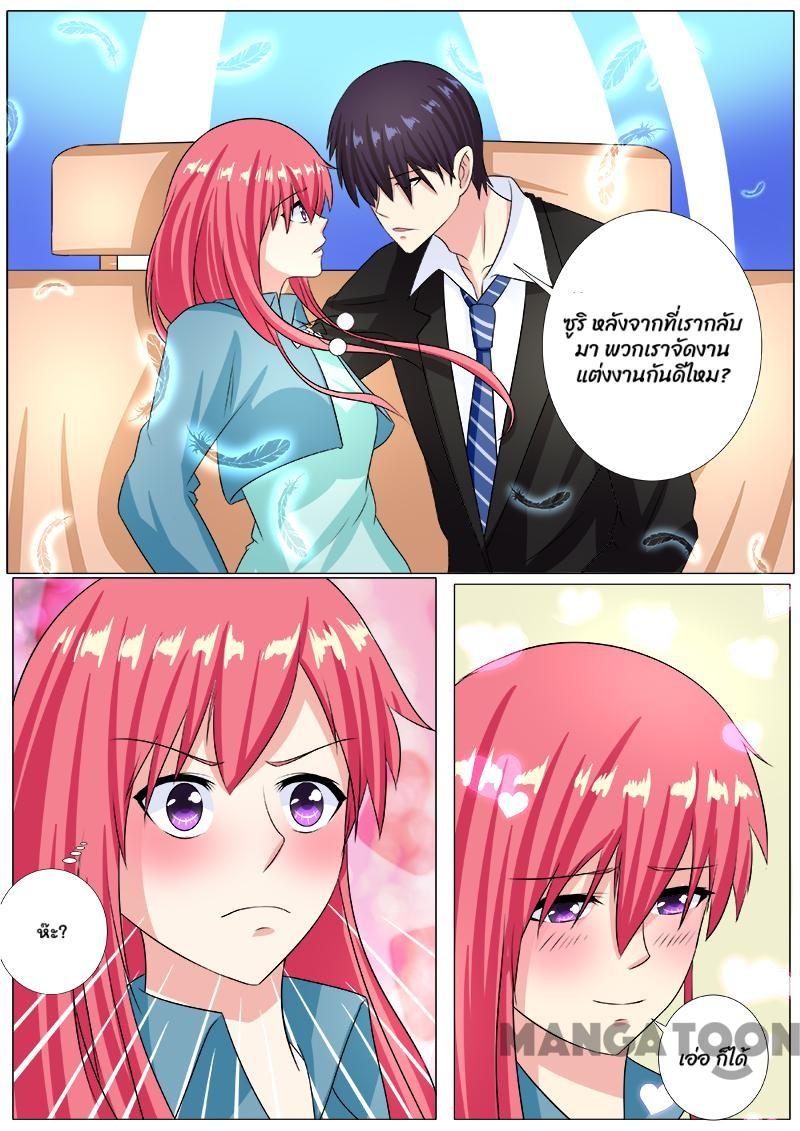 ซูริ หลังจากที่เรากลับ
มา พวกเราจัดงาน
แต่งงานกันดีไหม?
ห๊ะ?
เอ่อ ก็ได้
MANGATOON